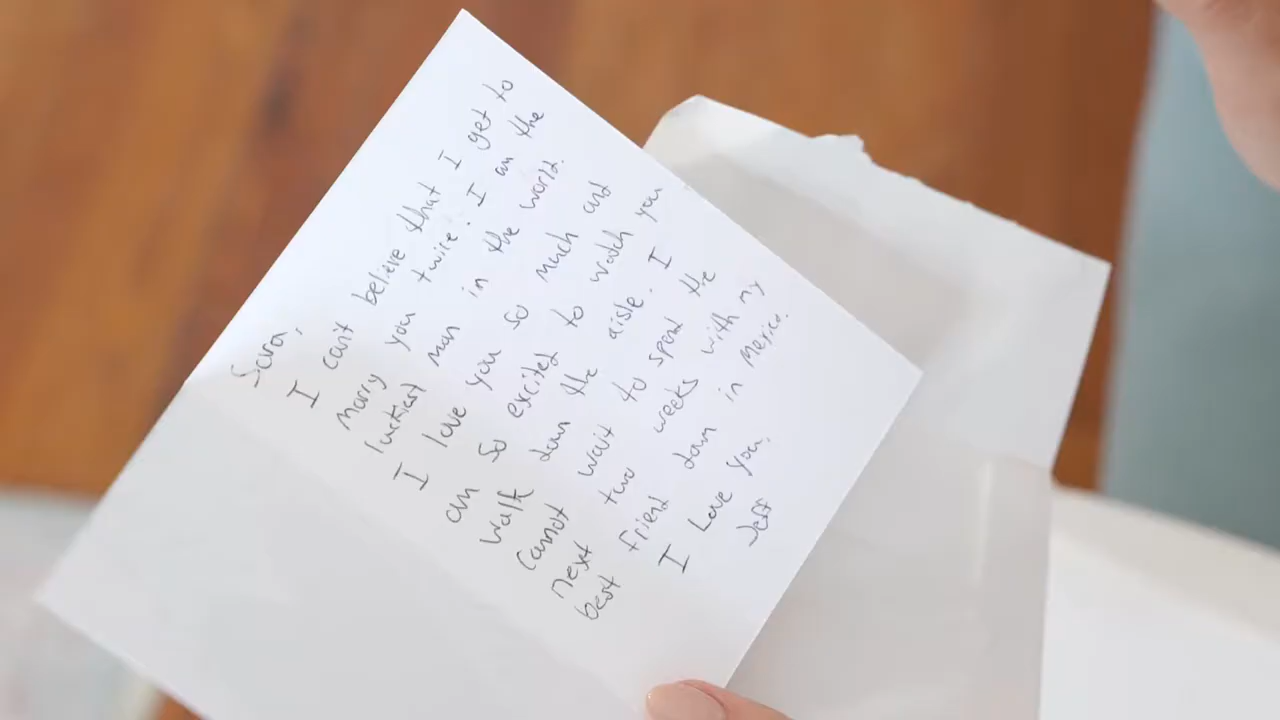 Sara,
I can't believe that I get to
marry you twice! I am the
luckiest man in the world.
I love you so much and
am so excited to watch you
walk down the aisle. I
cannot wait to spend the
next two weeks with my
best friend down in Mexico.
I Love you,
Jeff